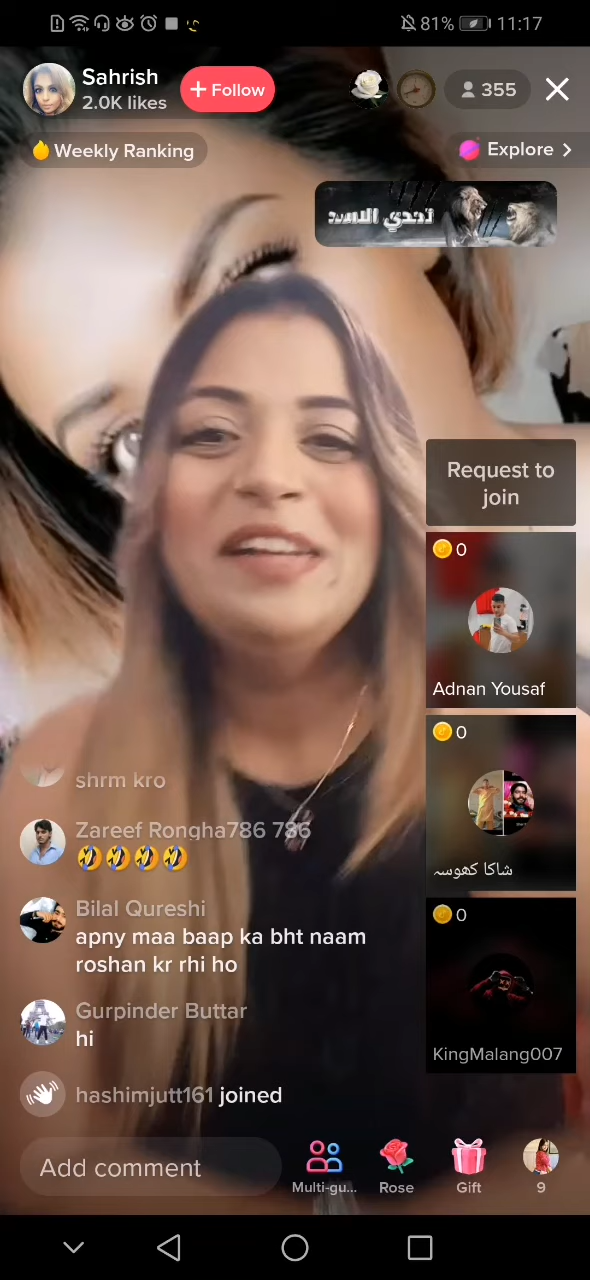 81% 11:17
Sahrish
2.0K likes
+ Follow
355
Weekly Ranking
Explore >
تحدي الاسد
Request to
join
0
Adnan Yousaf
0
شاکا کھوسہ
0
KingMalang007
shrm kro
Zareef Rongha786 786
🤣🤣🤣🤣
Bilal Qureshi
apny maa baap ka bht naam
roshan kr rhi ho
Gurpinder Buttar
hi
hashimjutt161 joined
Add comment
Multi-gu...
Rose
Gift
9